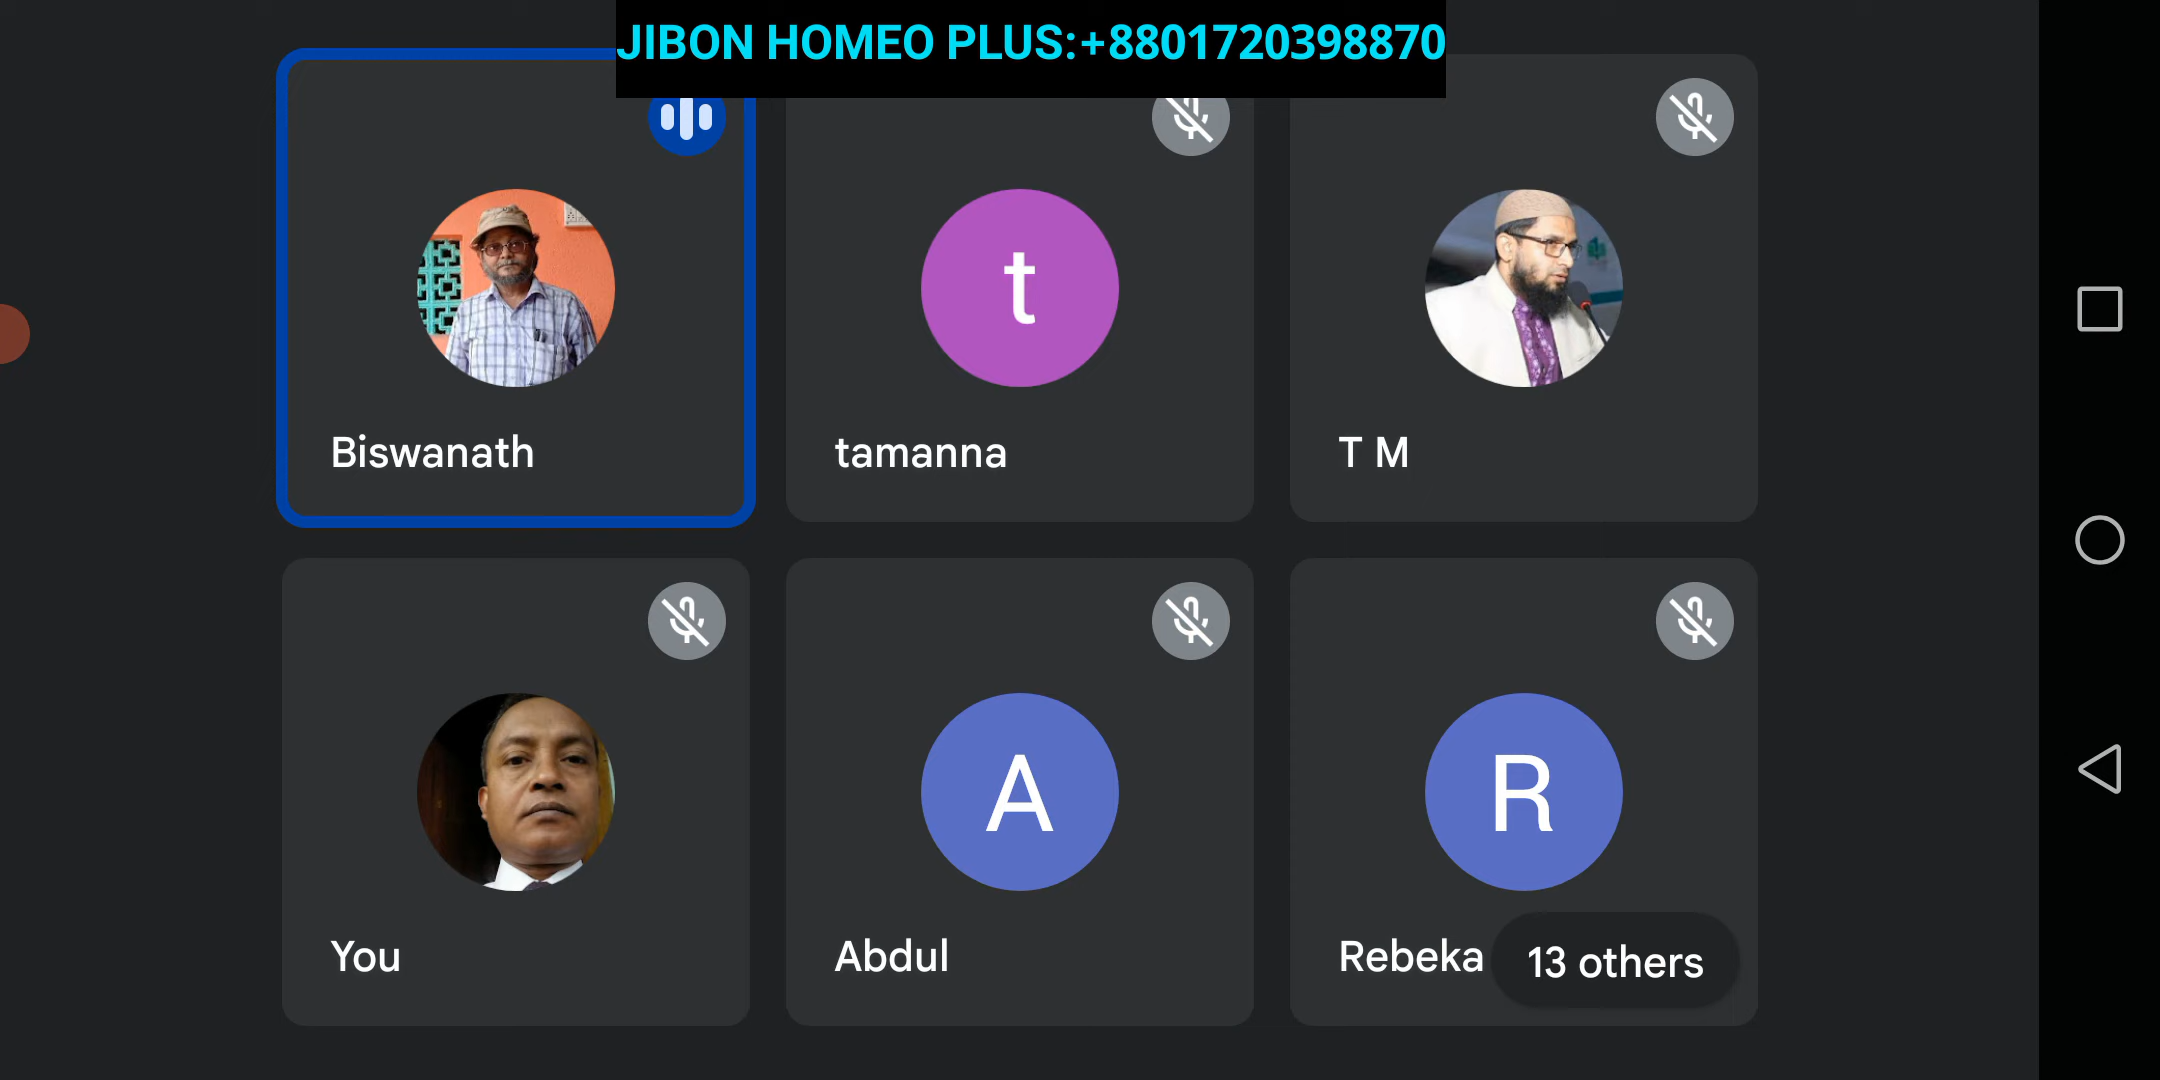 JIBON HOMEO PLUS:+8801720398870
Biswanath
t
tamanna
T M
You
A
Abdul
R
Rebeka
13 others